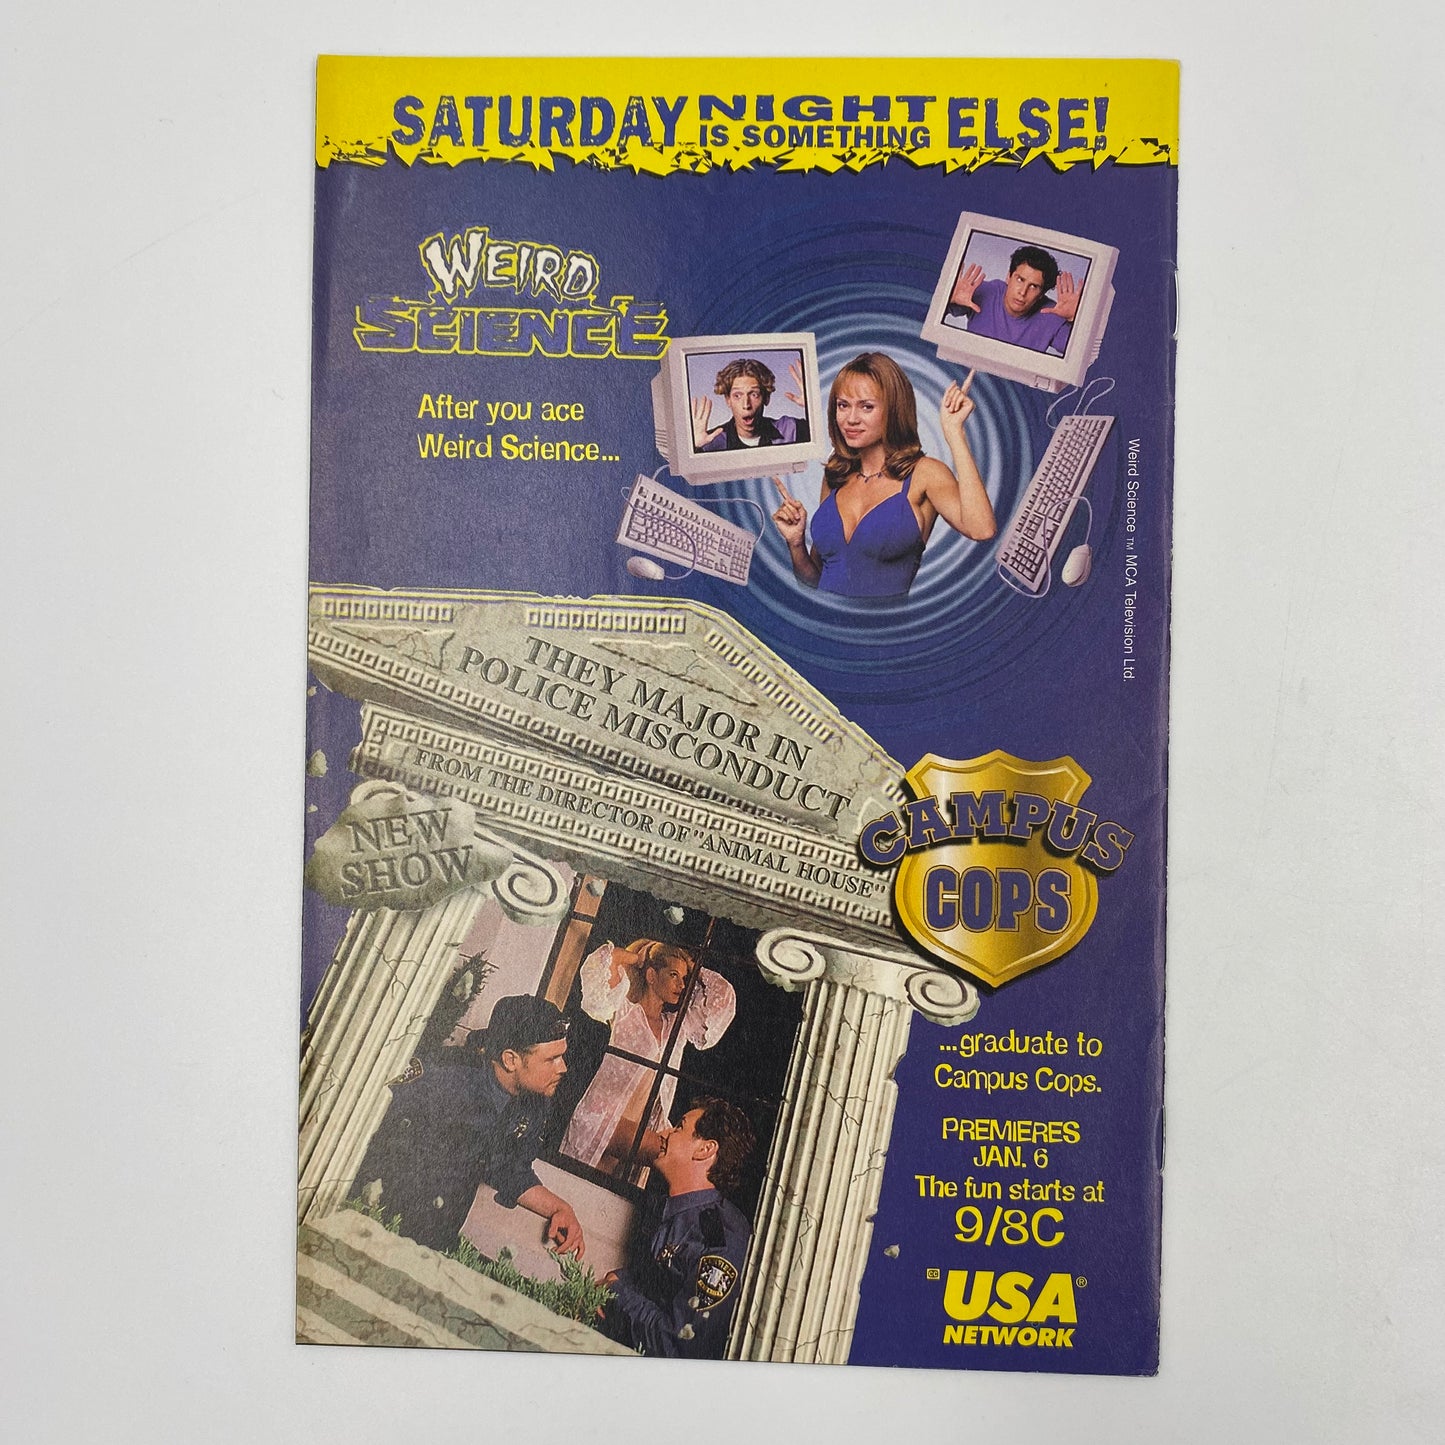 SATURDAY NIGHT IS SOMETHING ELSE!
WEIRD
SCIENCE
After you ace
Weird Science...
Weird Science TM MCA Television Ltd.
THEY MAJOR IN
POLICE MISCONDUCT
FROM THE DIRECTOR OF "ANIMAL HOUSE"
NEW
SHOW
CAMPUS
COPS
...graduate to
Campus Cops.
PREMIERES
JAN. 6
The fun starts at
9/8C
CC USA®
NETWORK